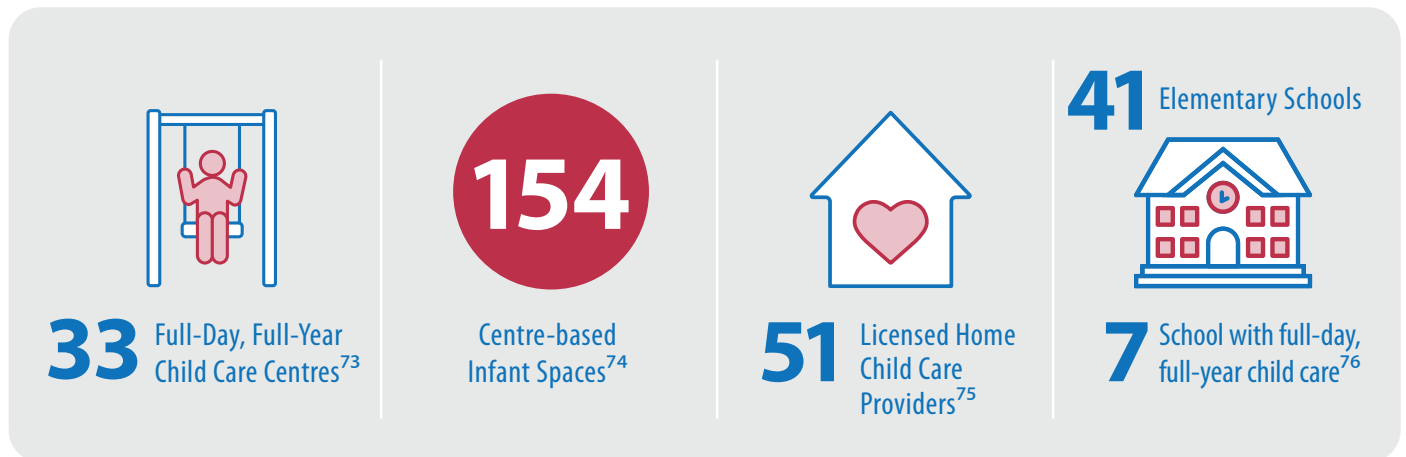 33 Full-Day, Full-Year
Child Care Centres73
154
Centre-based
Infant Spaces74
51 Licensed Home
Child Care
Providers75
41 Elementary Schools
7 School with full-day,
full-year child care76